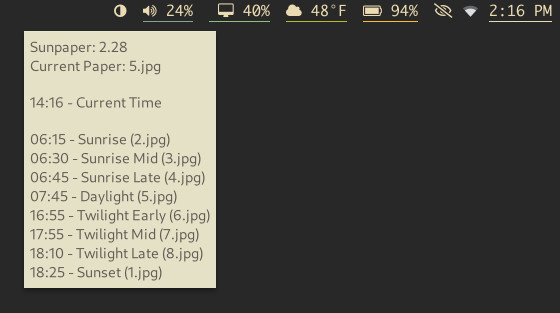 24% 40% 48°F 94% 2:16 PM
Sunpaper: 2.28
Current Paper: 5.jpg
14:16 - Current Time
06:15 - Sunrise (2.jpg)
06:30 - Sunrise Mid (3.jpg)
06:45 - Sunrise Late (4.jpg)
07:45 - Daylight (5.jpg)
16:55 - Twilight Early (6.jpg)
17:55 - Twilight Mid (7.jpg)
18:10 - Twilight Late (8.jpg)
18:25 - Sunset (1.jpg)